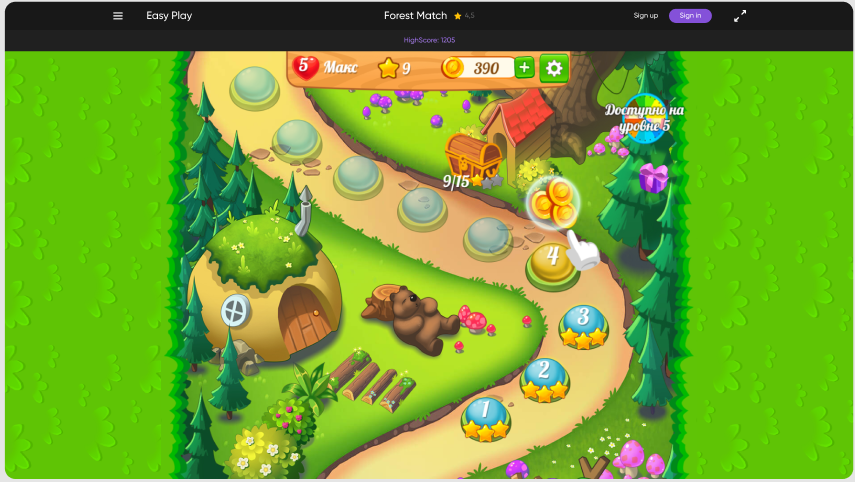 Easy Play
Forest Match 4,5
Sign up
Sign in
HighScore: 1205
5 Макс 9 390 +
Доступно на
уровне 5
9/15
4
3
2
1